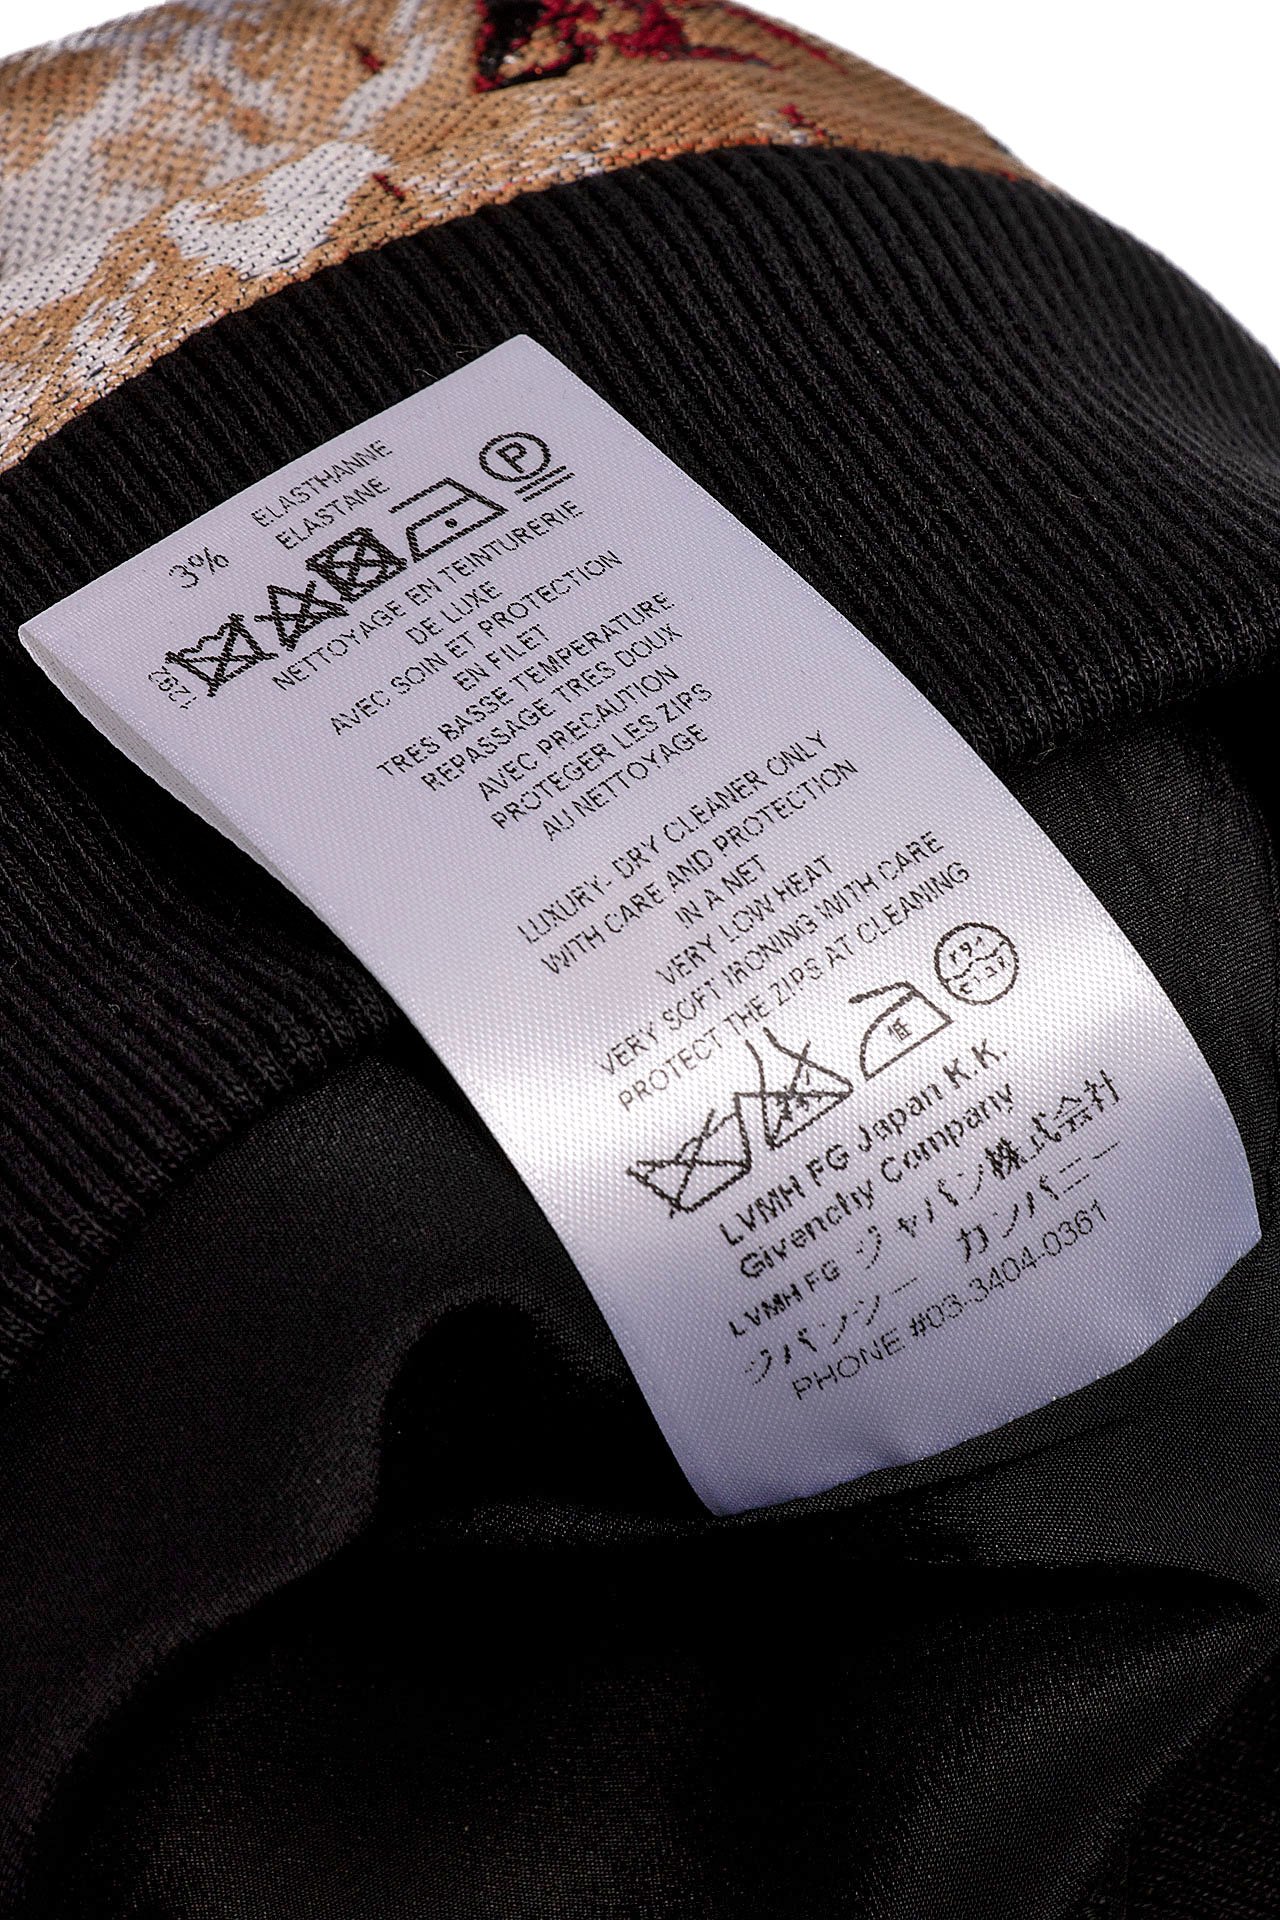 3% ELASTHANNE
ELASTANE
P
NETTOYAGE EN TEINTURERIE
DE LUXE
AVEC SOIN ET PROTECTION
EN FILET
TRES BASSE TEMPERATURE
REPASSAGE TRES DOUX
AVEC PRECAUTION
PROTEGER LES ZIPS
AU NETTOYAGE
LUXURY- DRY CLEANER ONLY
WITH CARE AND PROTECTION
IN A NET
VERY LOW HEAT
VERY SOFT IRONING WITH CARE
PROTECT THE ZIPS AT CLEANING
低
LVMH FG Japan K.K.
Givenchy Company
LVMH FG ジャパン株式会社
ジバンシー カンパニー
PHONE #03-3404-0361